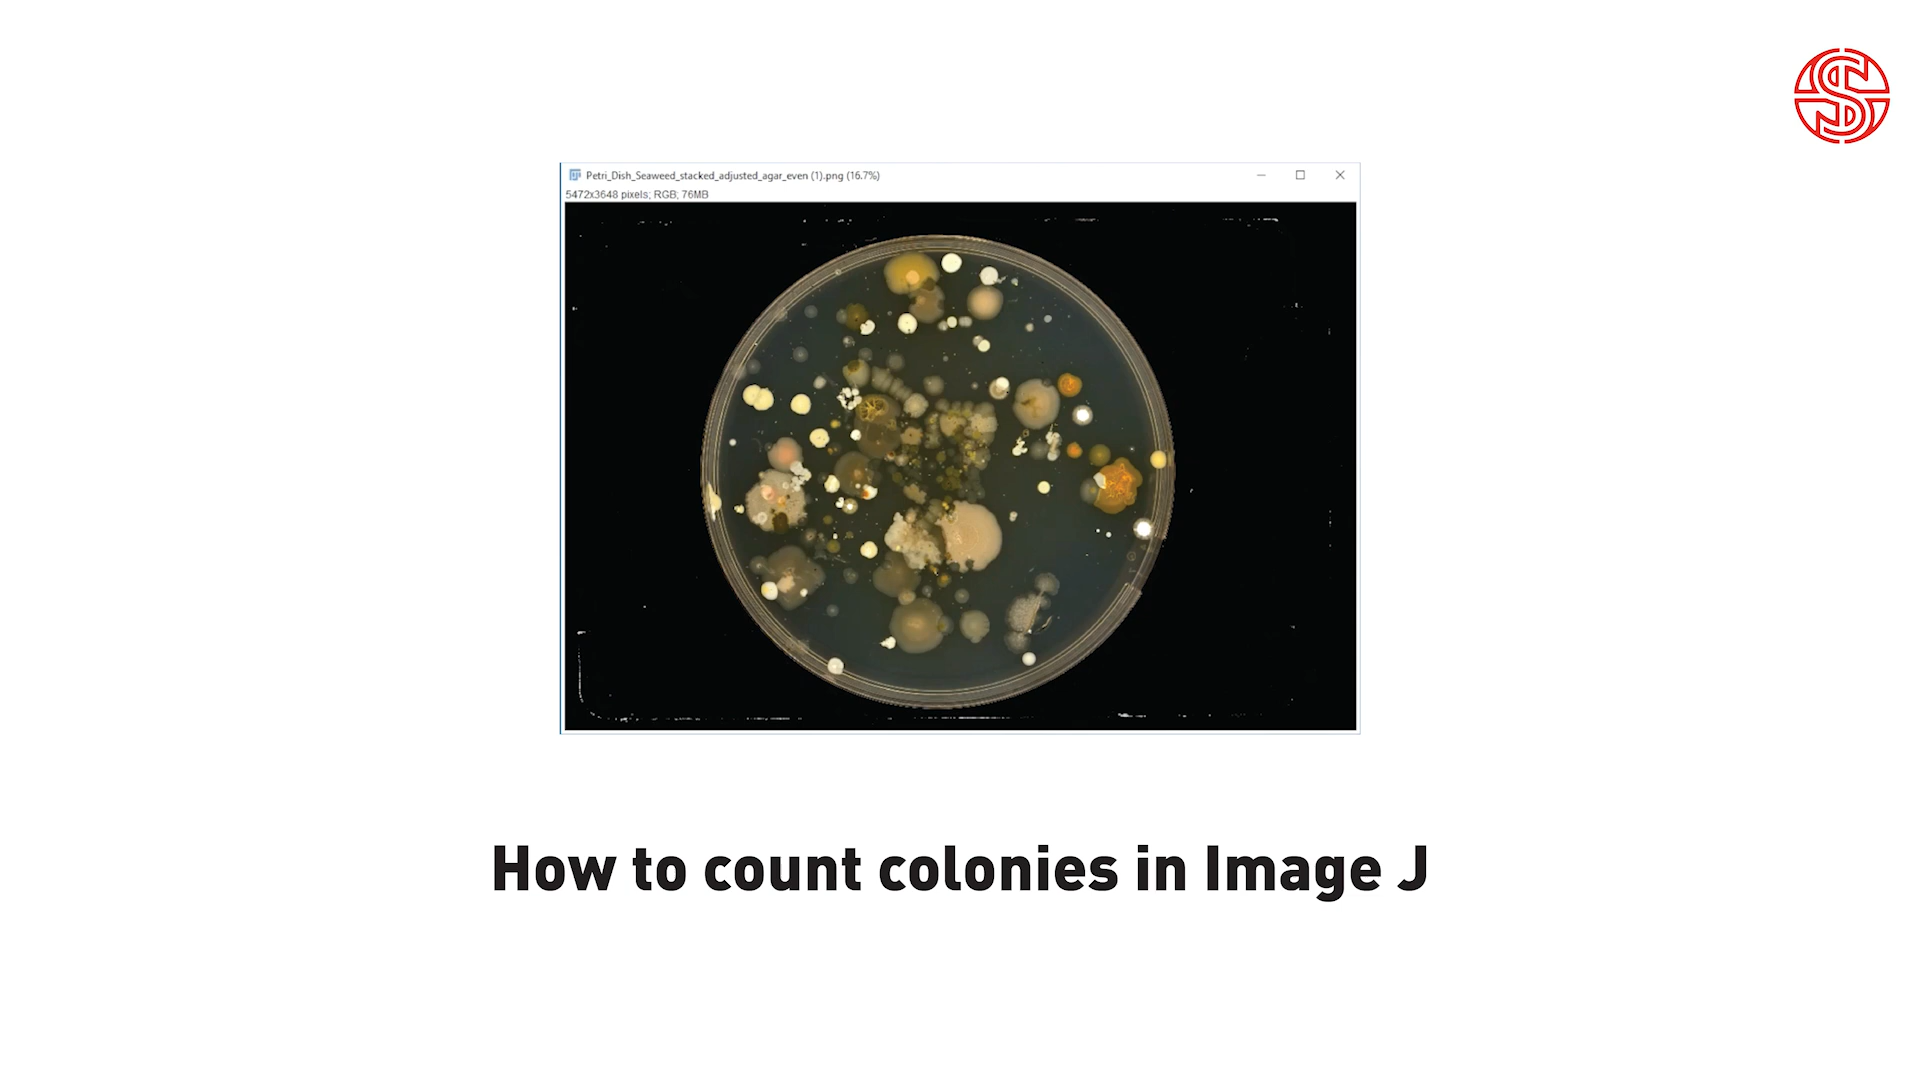 Petri_Dish_Seaweed_stacked_adjusted_agar_even (1).png (16.7%)
5472x3648 pixels; RGB; 76MB
How to count colonies in Image J